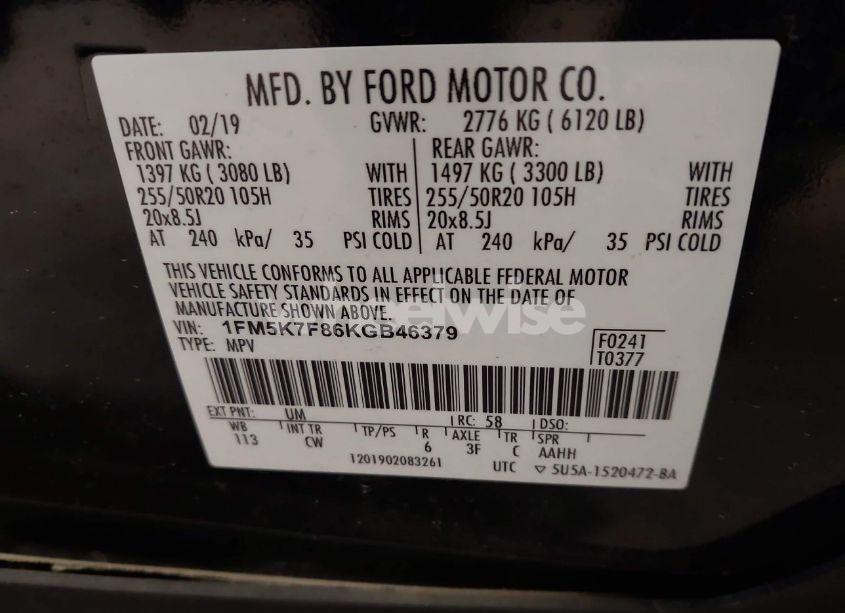 MFD. BY FORD MOTOR CO.
DATE: 02/19 GVWR: 2776 KG ( 6120 LB)
FRONT GAWR: REAR GAWR:
1397 KG ( 3080 LB) WITH 1497 KG ( 3300 LB) WITH
255/50R20 105H TIRES 255/50R20 105H TIRES
20x8.5J RIMS 20x8.5J RIMS
AT 240 kPa/ 35 PSI COLD AT 240 kPa/ 35 PSI COLD
THIS VEHICLE CONFORMS TO ALL APPLICABLE FEDERAL MOTOR
VEHICLE SAFETY STANDARDS IN EFFECT ON THE DATE OF
MANUFACTURE SHOWN ABOVE.
VIN: 1FM5K7F86KGB46379 F0241
TYPE: MPV T0377
EXT PNT: UM RC: 58 DSO:
WB INT TR TP/PS R AXLE TR SPR
113 CW 6 3F C AAHH
1201902083261 UTC ▽ 5U5A-1520472-BA